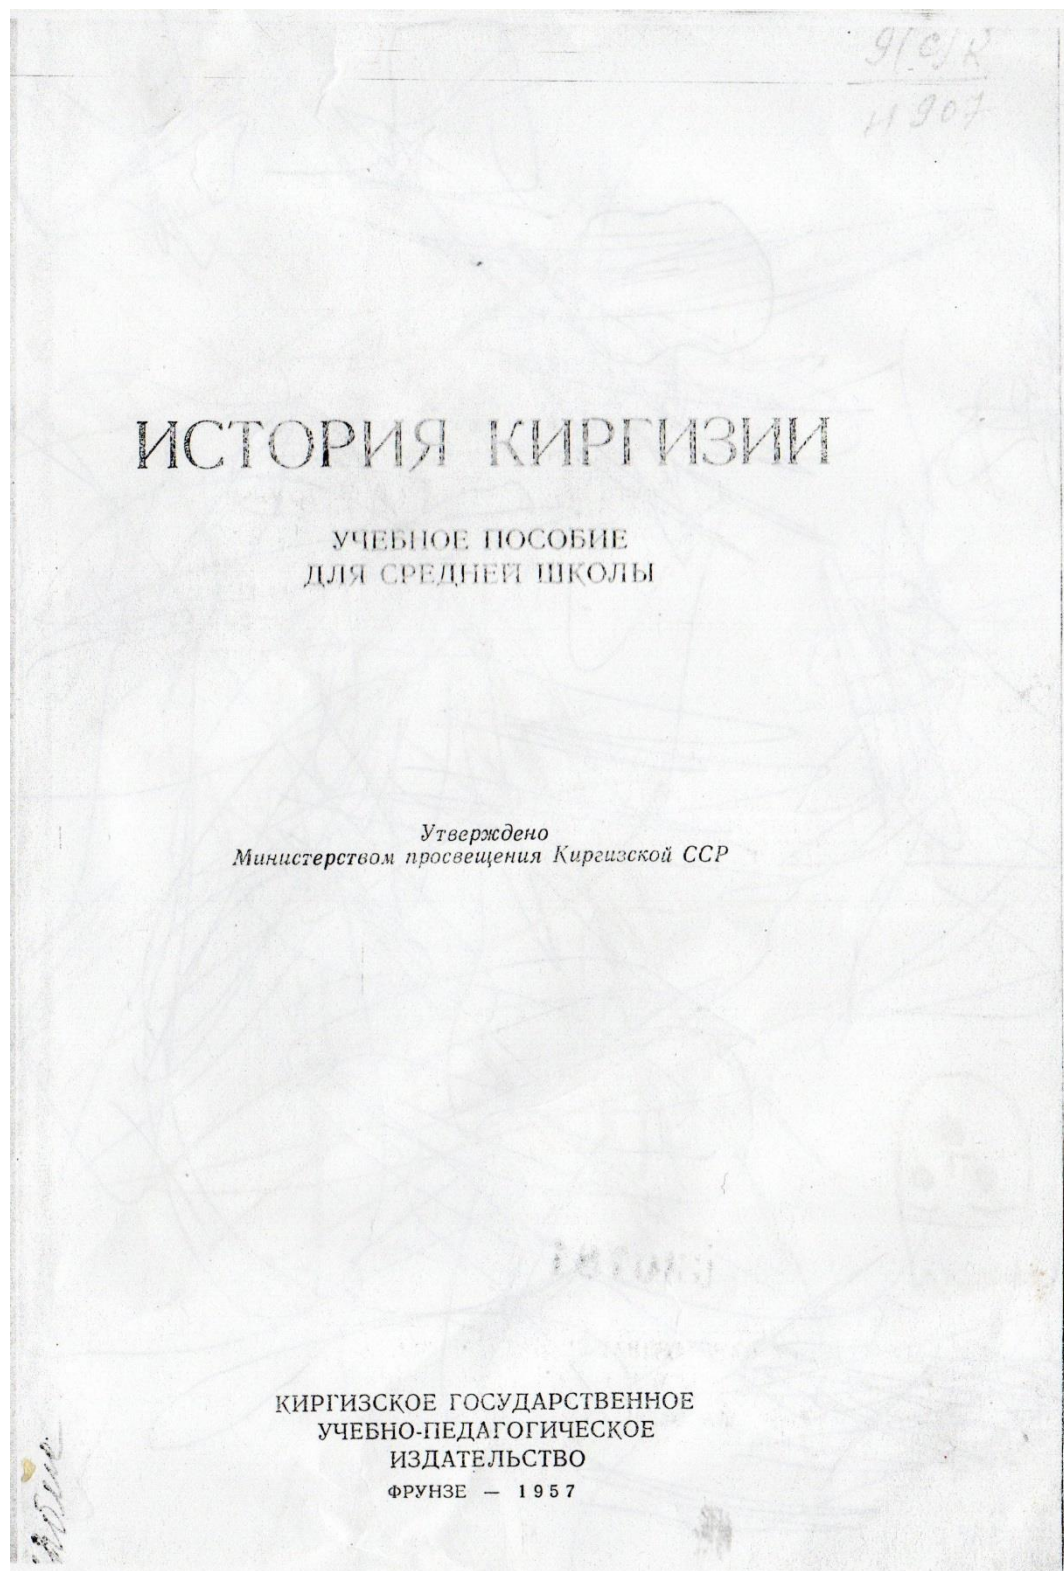 9(С)К
И907
ИСТОРИЯ КИРГИЗИИ
УЧЕБНОЕ ПОСОБИЕ
ДЛЯ СРЕДНЕЙ ШКОЛЫ
Утверждено
Министерством просвещения Киргизской ССР
КИРГИЗСКОЕ ГОСУДАРСТВЕННОЕ
УЧЕБНО-ПЕДАГОГИЧЕСКОЕ
ИЗДАТЕЛЬСТВО
ФРУНЗЕ — 1957